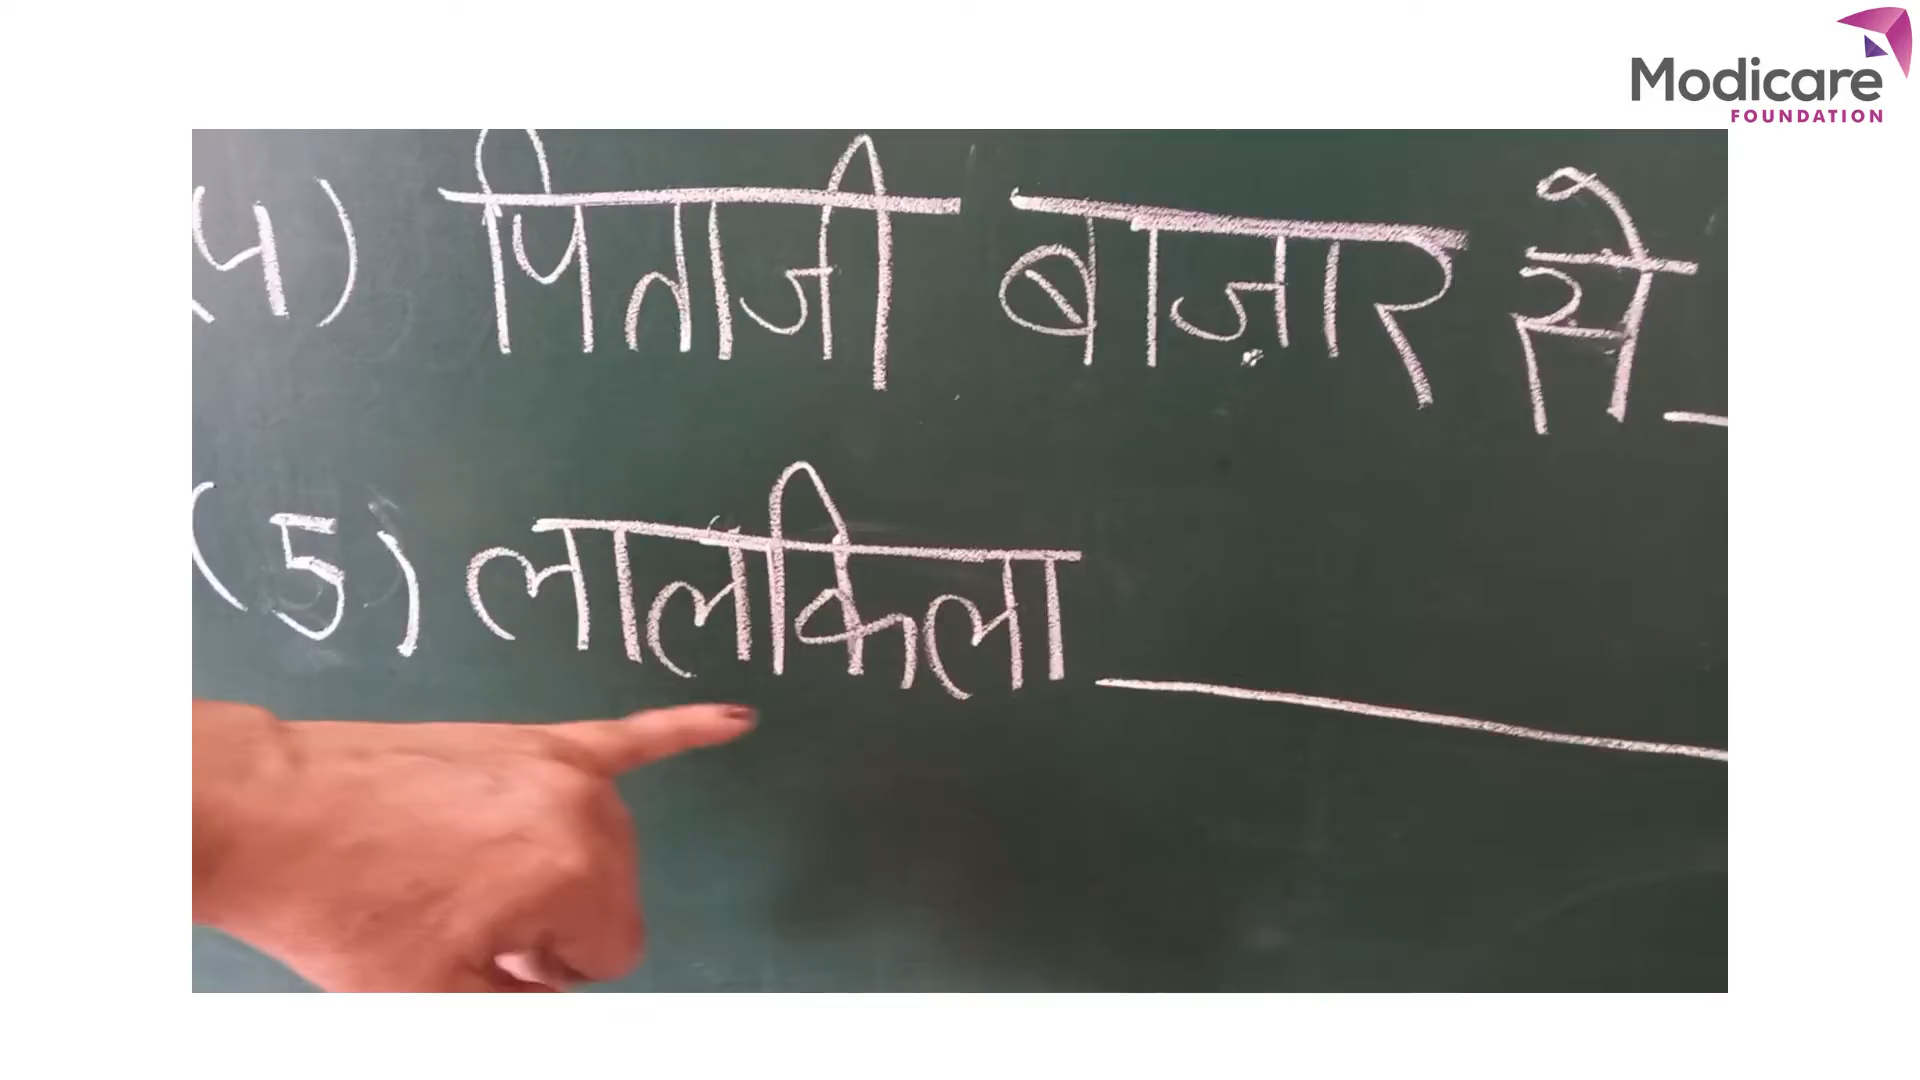 Modicare
FOUNDATION
(4) पिताजी बाज़ार से
(5) लालकिला